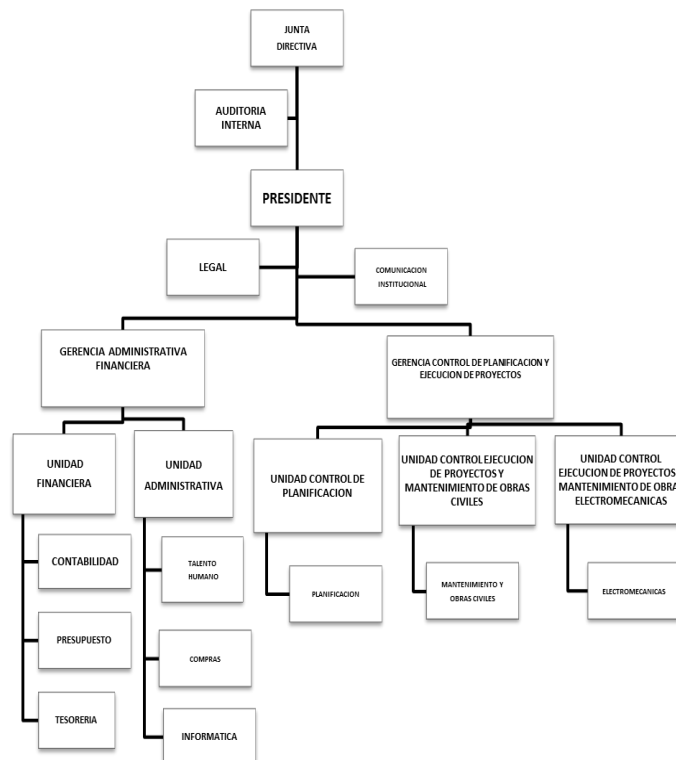 JUNTA
DIRECTIVA
AUDITORIA
INTERNA
PRESIDENTE
LEGAL
COMUNICACION
INSTITUCIONAL
GERENCIA ADMINISTRATIVA
FINANCIERA
GERENCIA CONTROL DE PLANIFICACION Y
EJECUCION DE PROYECTOS
UNIDAD
FINANCIERA
UNIDAD
ADMINISTRATIVA
UNIDAD CONTROL DE
PLANIFICACION
UNIDAD CONTROL EJECUCION
DE PROYECTOS Y
MANTENIMIENTO DE OBRAS
CIVILES
UNIDAD CONTROL
EJECUCION DE PROYECTOS
MANTENIMIENTO DE OBRA
ELECTROMECANICAS
CONTABILIDAD
TALENTO
HUMANO
PLANIFICACION
MANTENIMIENTO Y
OBRAS CIVILES
ELECTROMECANICAS
PRESUPUESTO
COMPRAS
TESORERIA
INFORMATICA